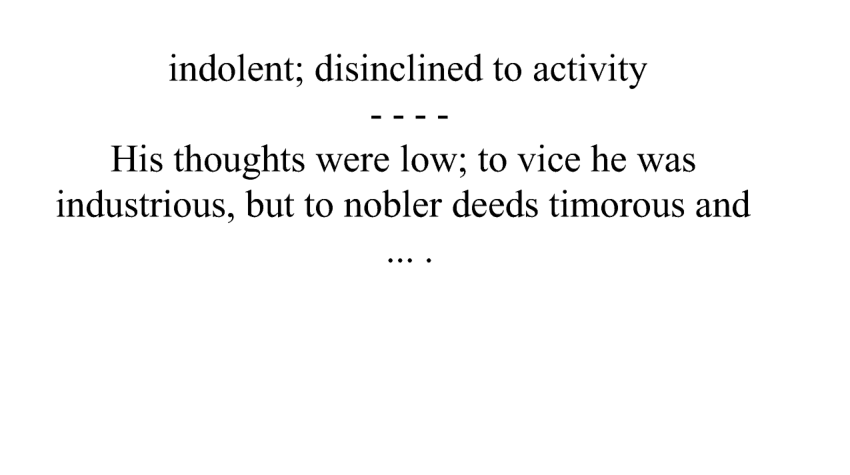 indolent; disinclined to activity
- - - -
His thoughts were low; to vice he was
industrious, but to nobler deeds timorous and
... .